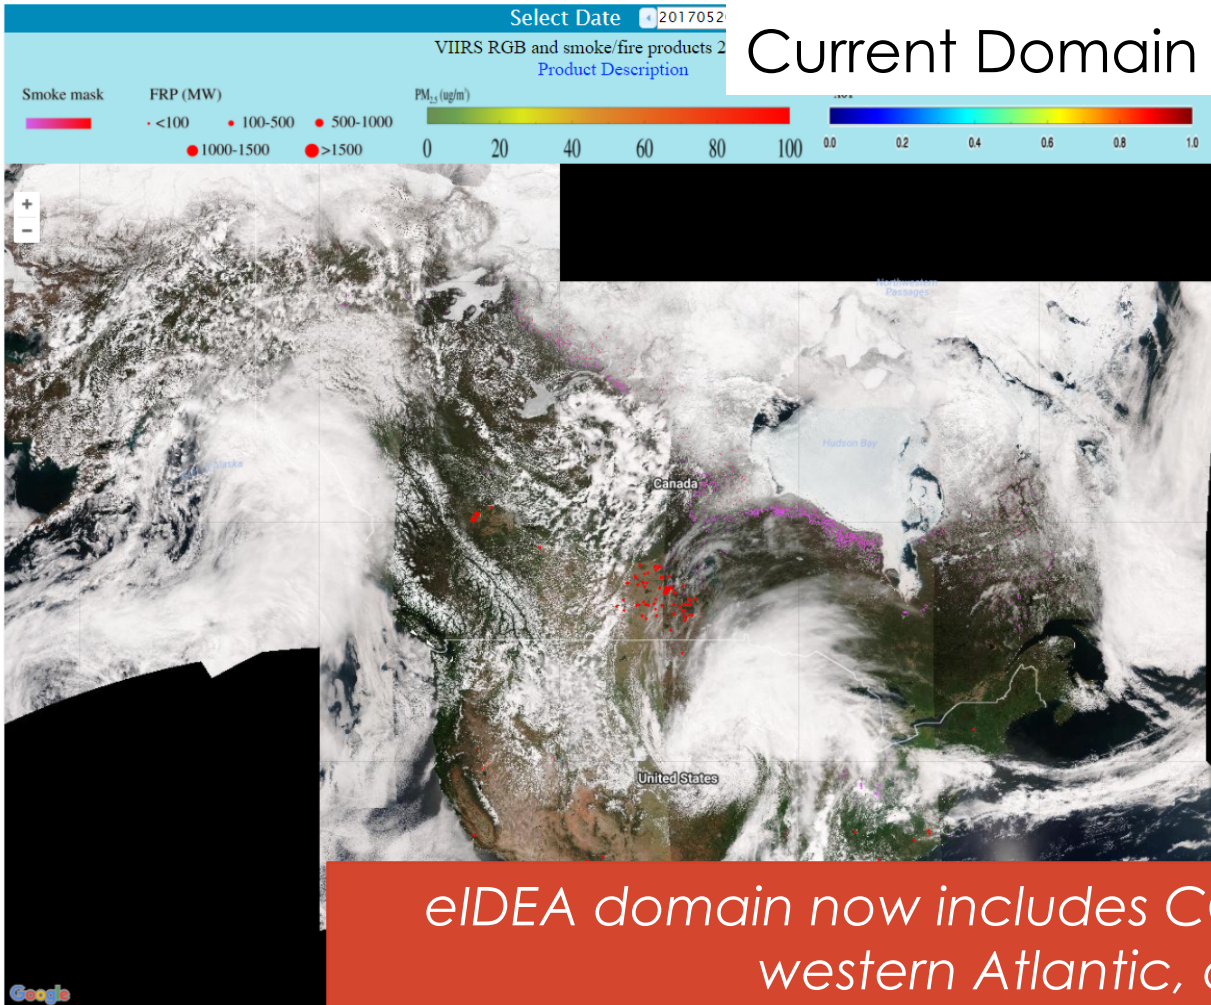 Select Date 2017052
Current Domain
VIIRS RGB and smoke/fire products 2
Product Description
Smoke mask
FRP (MW)
<100
100-500
500-1000
1000-1500
>1500
PM2.5 (ug/m³)
0 20 40 60 80 100
0.0 0.2 0.4 0.6 0.8 1.0
+
−
Northwestern
Passages
Hudson Bay
Alaska
Canada
United States
eIDEA domain now includes
western Atlantic,
Google